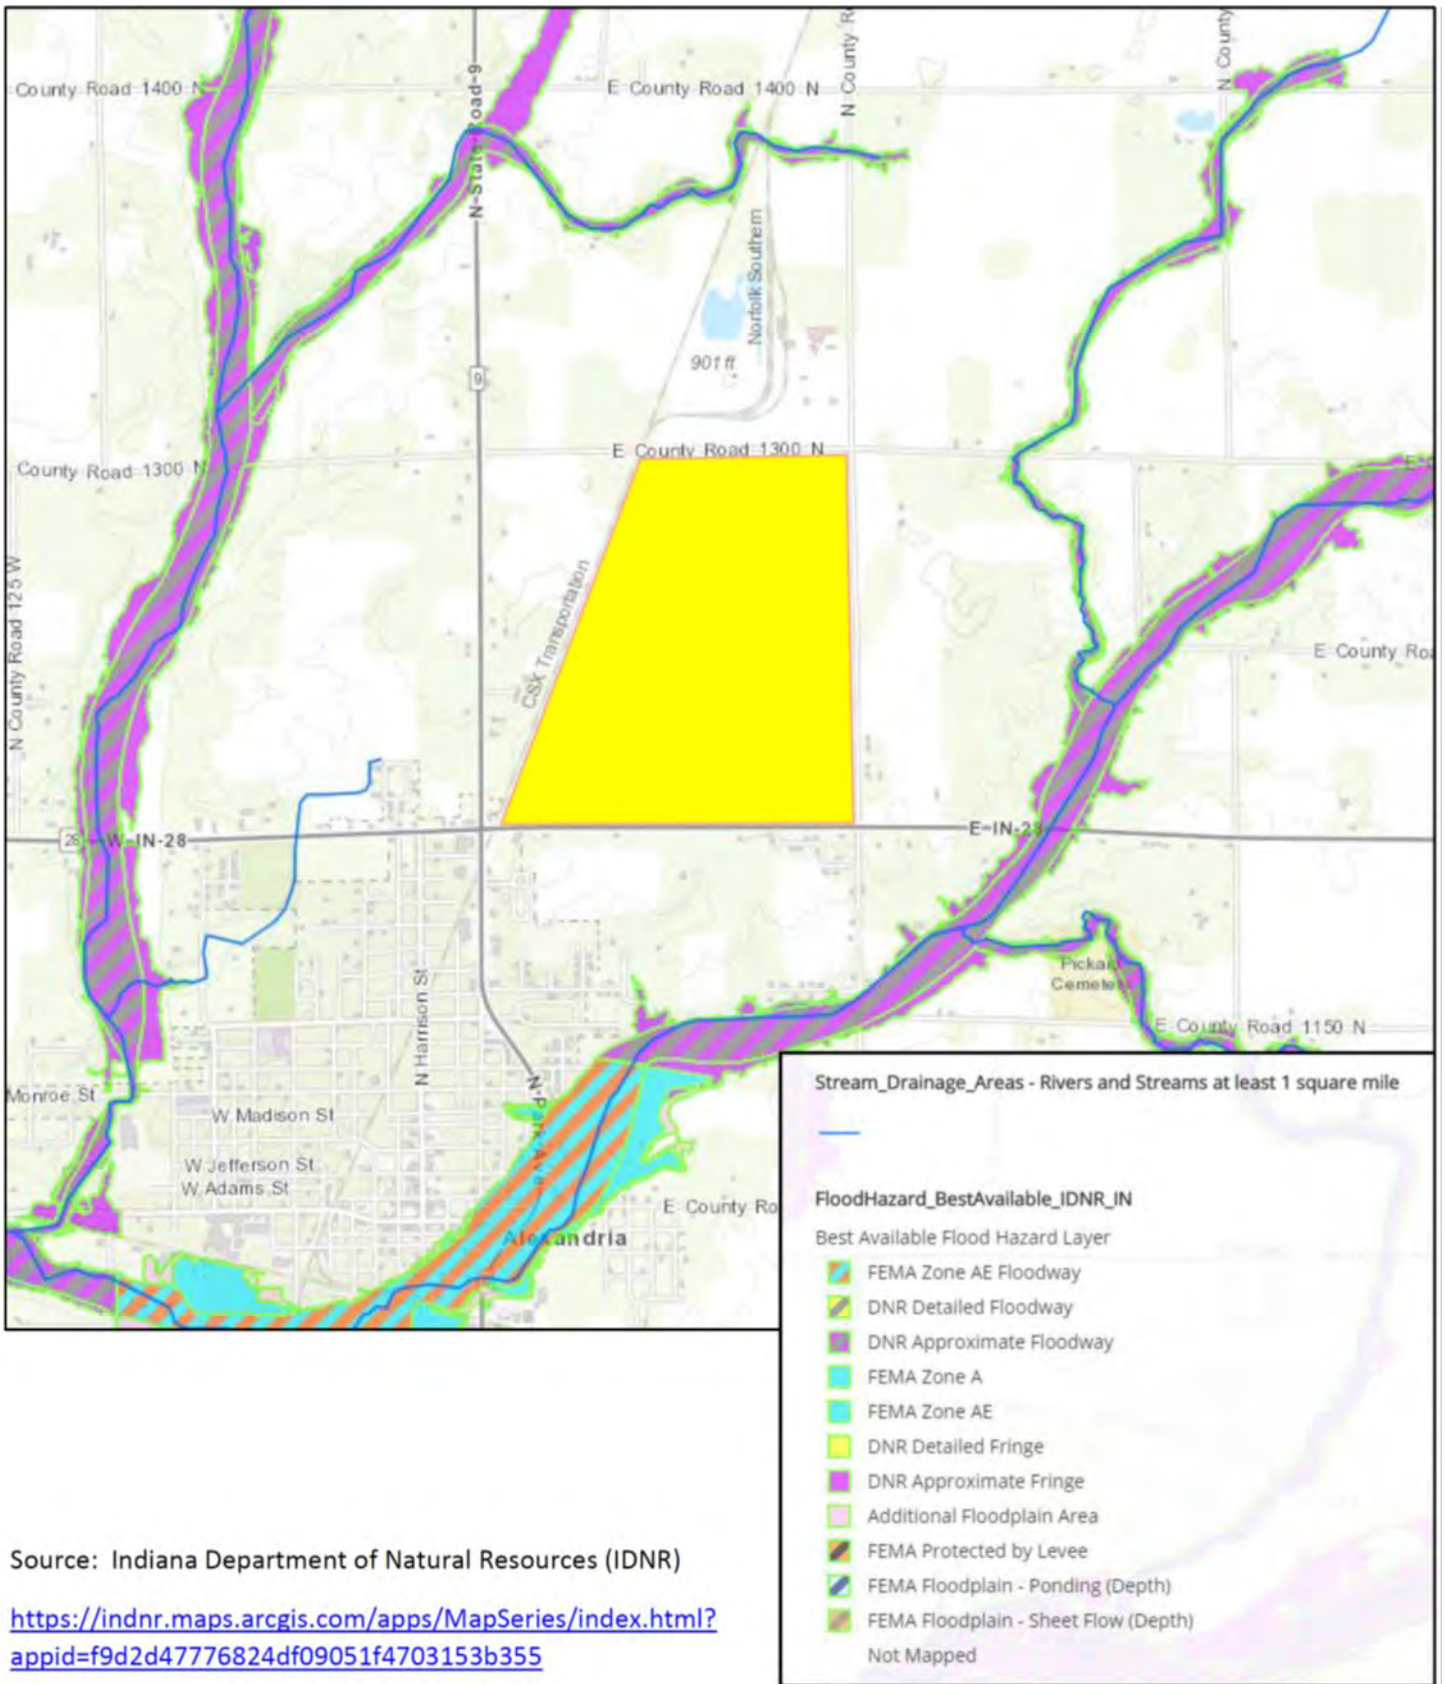 County Road 1400 N
E County Road 1400 N
N County R
N County
N-State-Road-9
Norfolk Southern
901 ft
9
County Road 1300 N
E County Road 1300 N
N County Road 125 W
CSX Transportation
E County Roa
28
W-IN-28
E-IN-28
Pickar
Cemete
N Harrison St
E County Road 1150 N
Monroe St
W Madison St
N Park Ave
W Jefferson St
W Adams St
E County Ro
Alexandria
Stream_Drainage_Areas - Rivers and Streams at least 1 square mile
FloodHazard_BestAvailable_IDNR_IN
Best Available Flood Hazard Layer
FEMA Zone AE Floodway
DNR Detailed Floodway
DNR Approximate Floodway
FEMA Zone A
FEMA Zone AE
DNR Detailed Fringe
DNR Approximate Fringe
Additional Floodplain Area
FEMA Protected by Levee
FEMA Floodplain - Ponding (Depth)
FEMA Floodplain - Sheet Flow (Depth)
Not Mapped
Source: Indiana Department of Natural Resources (IDNR)
https://indnr.maps.arcgis.com/apps/MapSeries/index.html?
appid=f9d2d47776824df09051f4703153b355